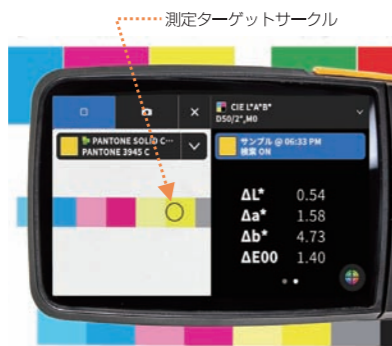 測定ターゲットサークル
CIE L*A*B*
D50/2°,M0
PANTONE SOLID C…
PANTONE 3945 C
サンプル @ 06:33 PM
検索 ON
ΔL* 0.54
Δa* 1.58
Δb* 4.73
ΔE00 1.40